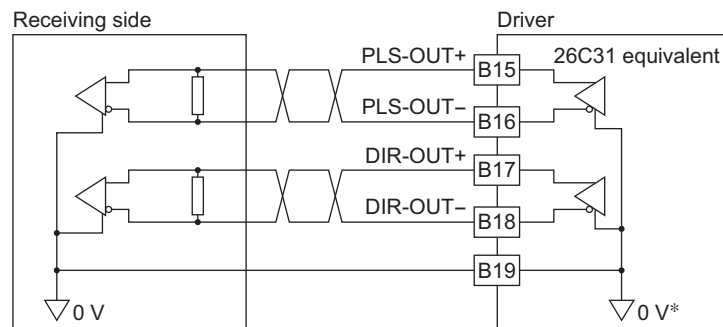 Receiving side
Driver
PLS-OUT+
B15
26C31 equivalent
PLS-OUT−
B16
DIR-OUT+
B17
DIR-OUT−
B18
B19
0 V
0 V*